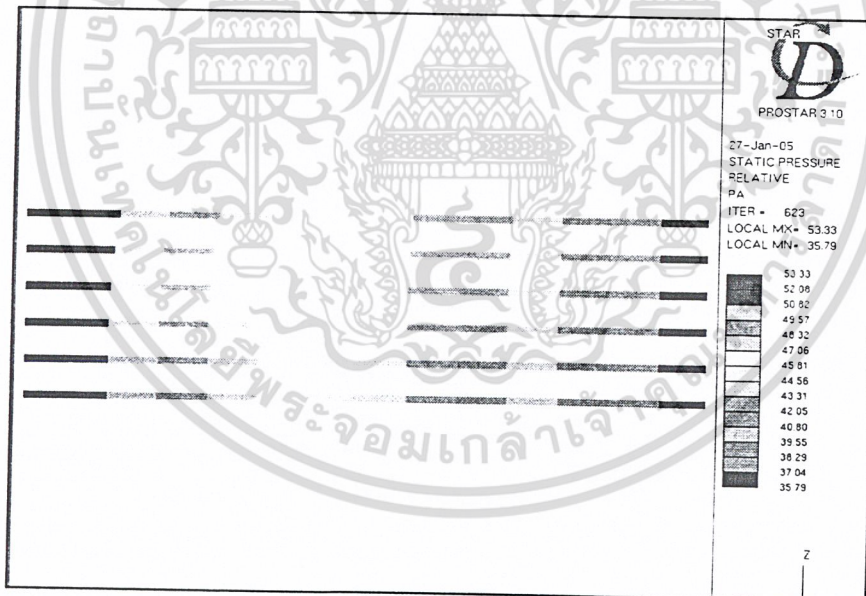 STAR
CD
PROSTAR 3.10
27-Jan-05
STATIC PRESSURE
RELATIVE
PA
ITER = 623
LOCAL MX= 53.33
LOCAL MN= 35.79
53.33
52.08
50.82
49.57
48.32
47.06
45.81
44.56
43.31
42.05
40.80
39.55
38.29
37.04
35.79
Z